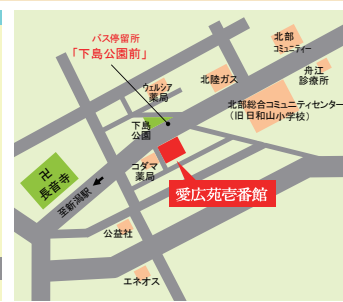 バス停留所
「下島公園前」
北部
コミュニティー
舟江
診療所
北陸ガス
ウェルシア
薬局
北部総合コミュニティセンター
(旧日和山小学校)
下島
公園
コダマ
薬局
愛広苑壱番館
卍
長音寺
至新潟駅
公益社
エネオス